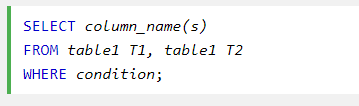 SELECT column_name(s)
FROM table1 T1, table1 T2
WHERE condition;